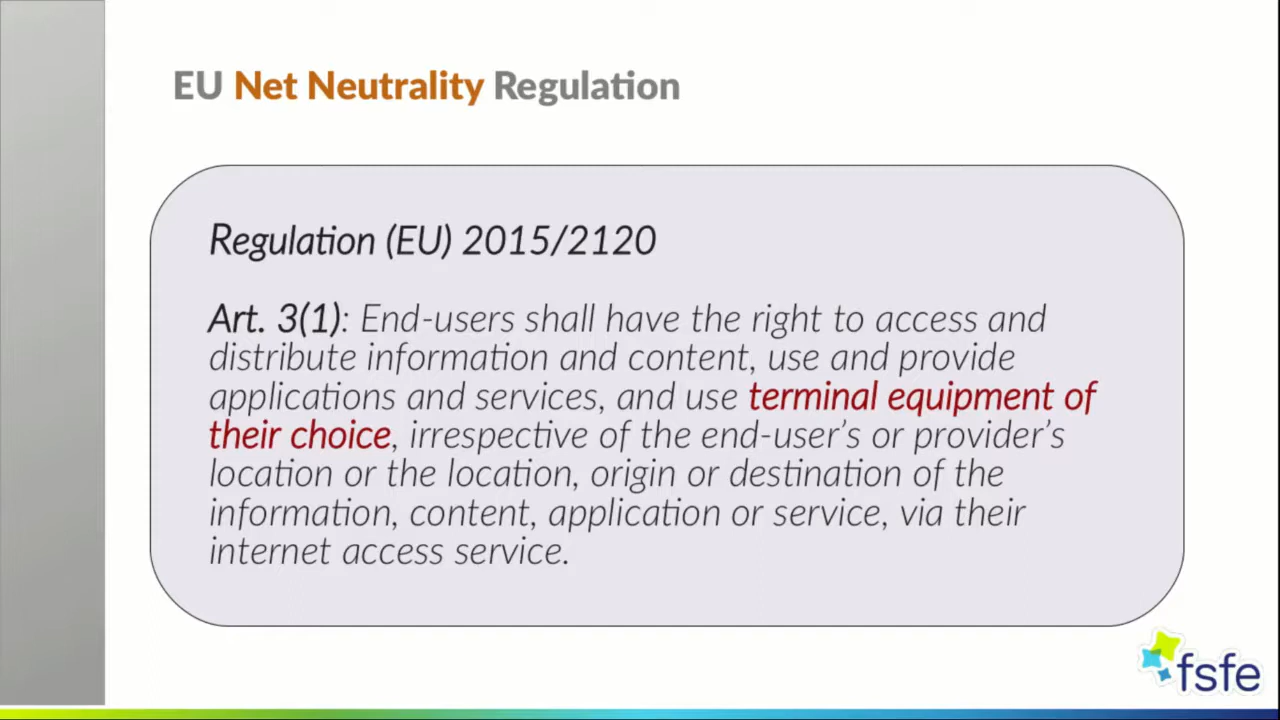 EU Net Neutrality Regulation
Regulation (EU) 2015/2120
Art. 3(1): End-users shall have the right to access and
distribute information and content, use and provide
applications and services, and use terminal equipment of
their choice, irrespective of the end-user’s or provider’s
location or the location, origin or destination of the
information, content, application or service, via their
internet access service.
fsfe